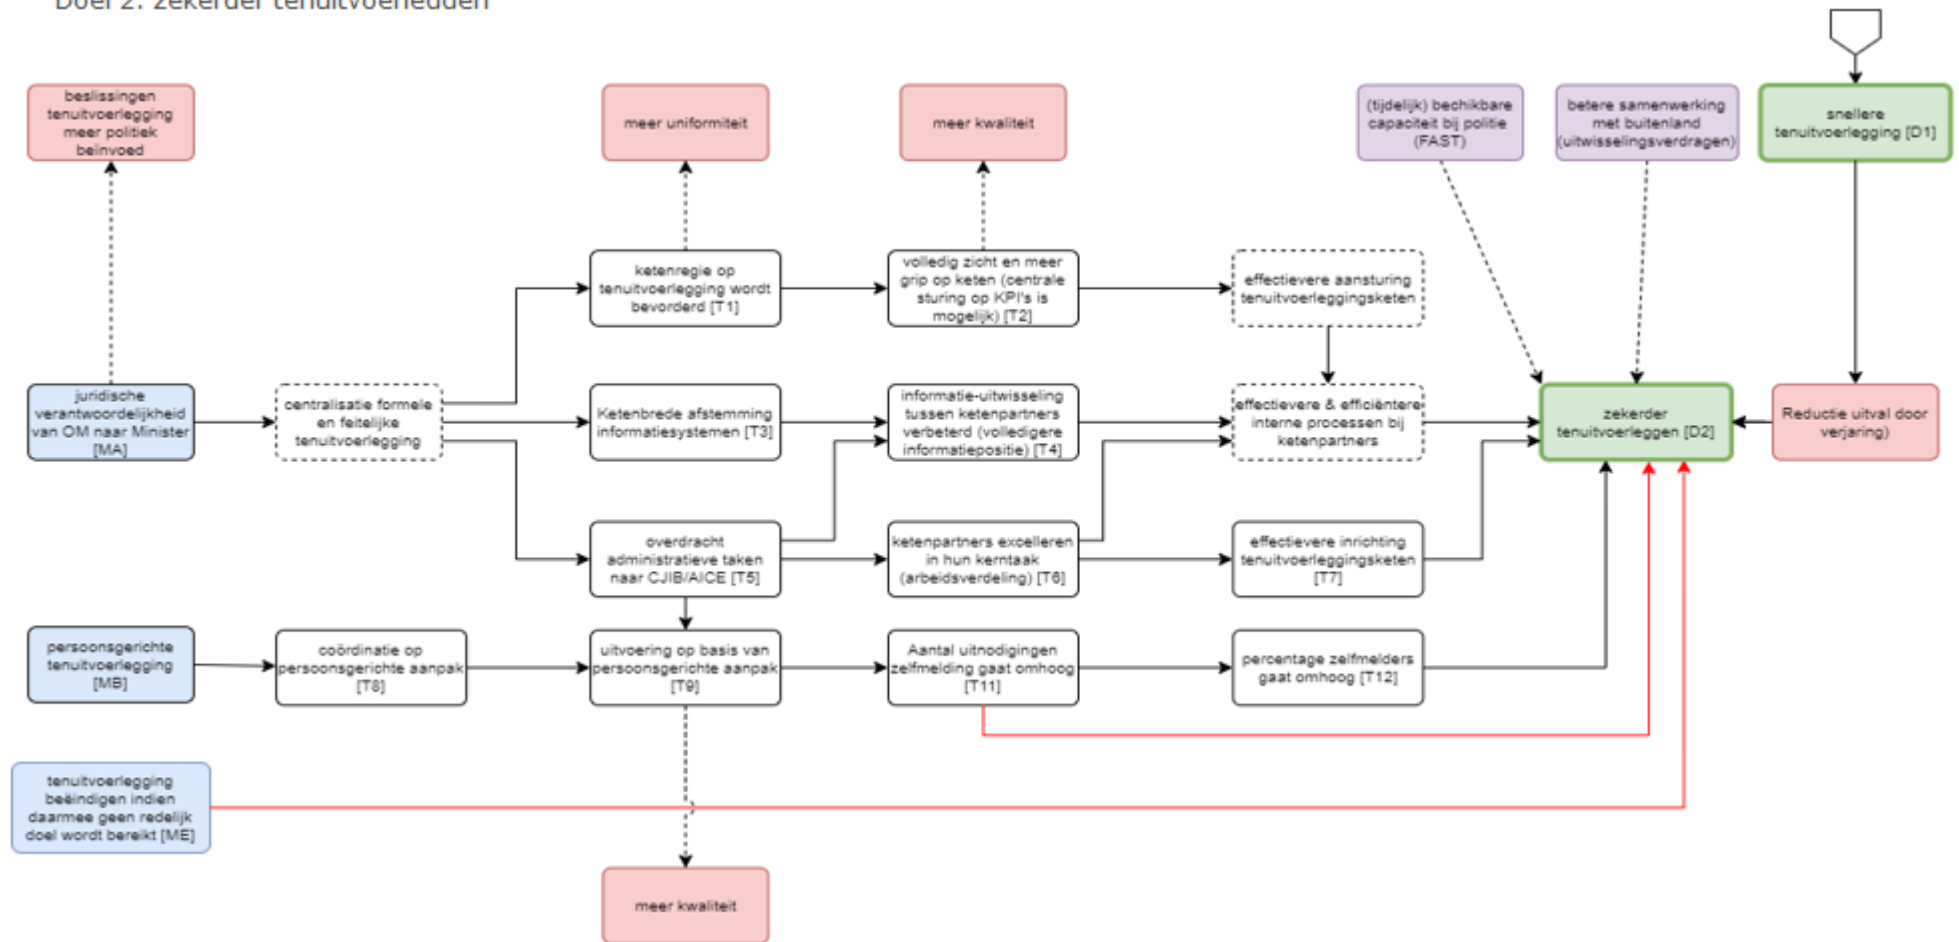 Doel 2: zekerder tenuitvoerleggen
beslissingen
tenuitvoerlegging
meer politiek
beinvoed
meer uniformiteit
meer kwaliteit
(tijdelijk) bechikbare
capaciteit bij politie
(FAST)
betere samenwerking
met buitenland
(uitwisselingsverdragen)
snellere
tenuitvoerlegging [D1]
ketenregie op
tenuitvoerlegging wordt
bevorderd [T1]
volledig zicht en meer
grip op keten (centrale
sturing op KPI's is
mogelijk) [T2]
effectievere aansturing
tenuitvoerleggingsketen
juridische
verantwoordelijkheid
van OM naar Minister
[MA]
centralisatie formele
en feitelijke
tenuitvoerlegging
Ketenbrede afstemming
informatiesystemen [T3]
informatie-uitwisseling
tussen ketenpartners
verbeterd (volledigere
informatiepositie) [T4]
effectievere & efficiëntere
interne processen bij
ketenpartners
zekerder
tenuitvoerleggen [D2]
Reductie uitval door
verjaring)
overdracht
administratieve taken
naar CJIB/AICE [T5]
ketenpartners excelleren
in hun kerntaak
(arbeidsverdeling) [T6]
effectievere inrichting
tenuitvoerleggingsketen
[T7]
persoonsgerichte
tenuitvoerlegging
[MB]
coördinatie op
persoonsgerichte aanpak
[T8]
uitvoering op basis van
persoonsgerichte aanpak
[T9]
Aantal uitnodigingen
zelfmelding gaat omhoog
[T11]
percentage zelfmelders
gaat omhoog [T12]
tenuitvoerlegging
beëindigen indien
daarmee geen redelijk
doel wordt bereikt [ME]
meer kwaliteit